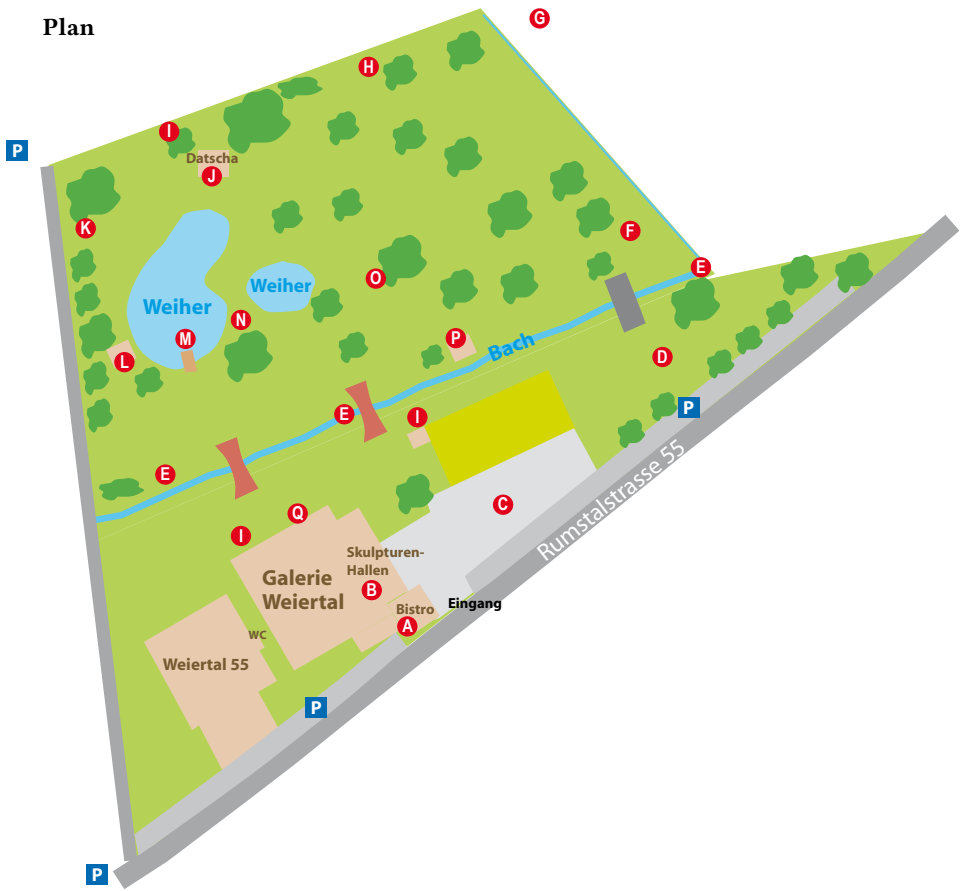 Plan
G
H
I
P
Datscha
J
K
F
E
O
Weiher
Weiher
N
M
P
L
Bach
D
P
E
I
Rumstalstrasse 55
E
C
Q
I
Skulpturen-
Hallen
Galerie
Weiertal
B
Bistro
Eingang
A
WC
Weiertal 55
P
P